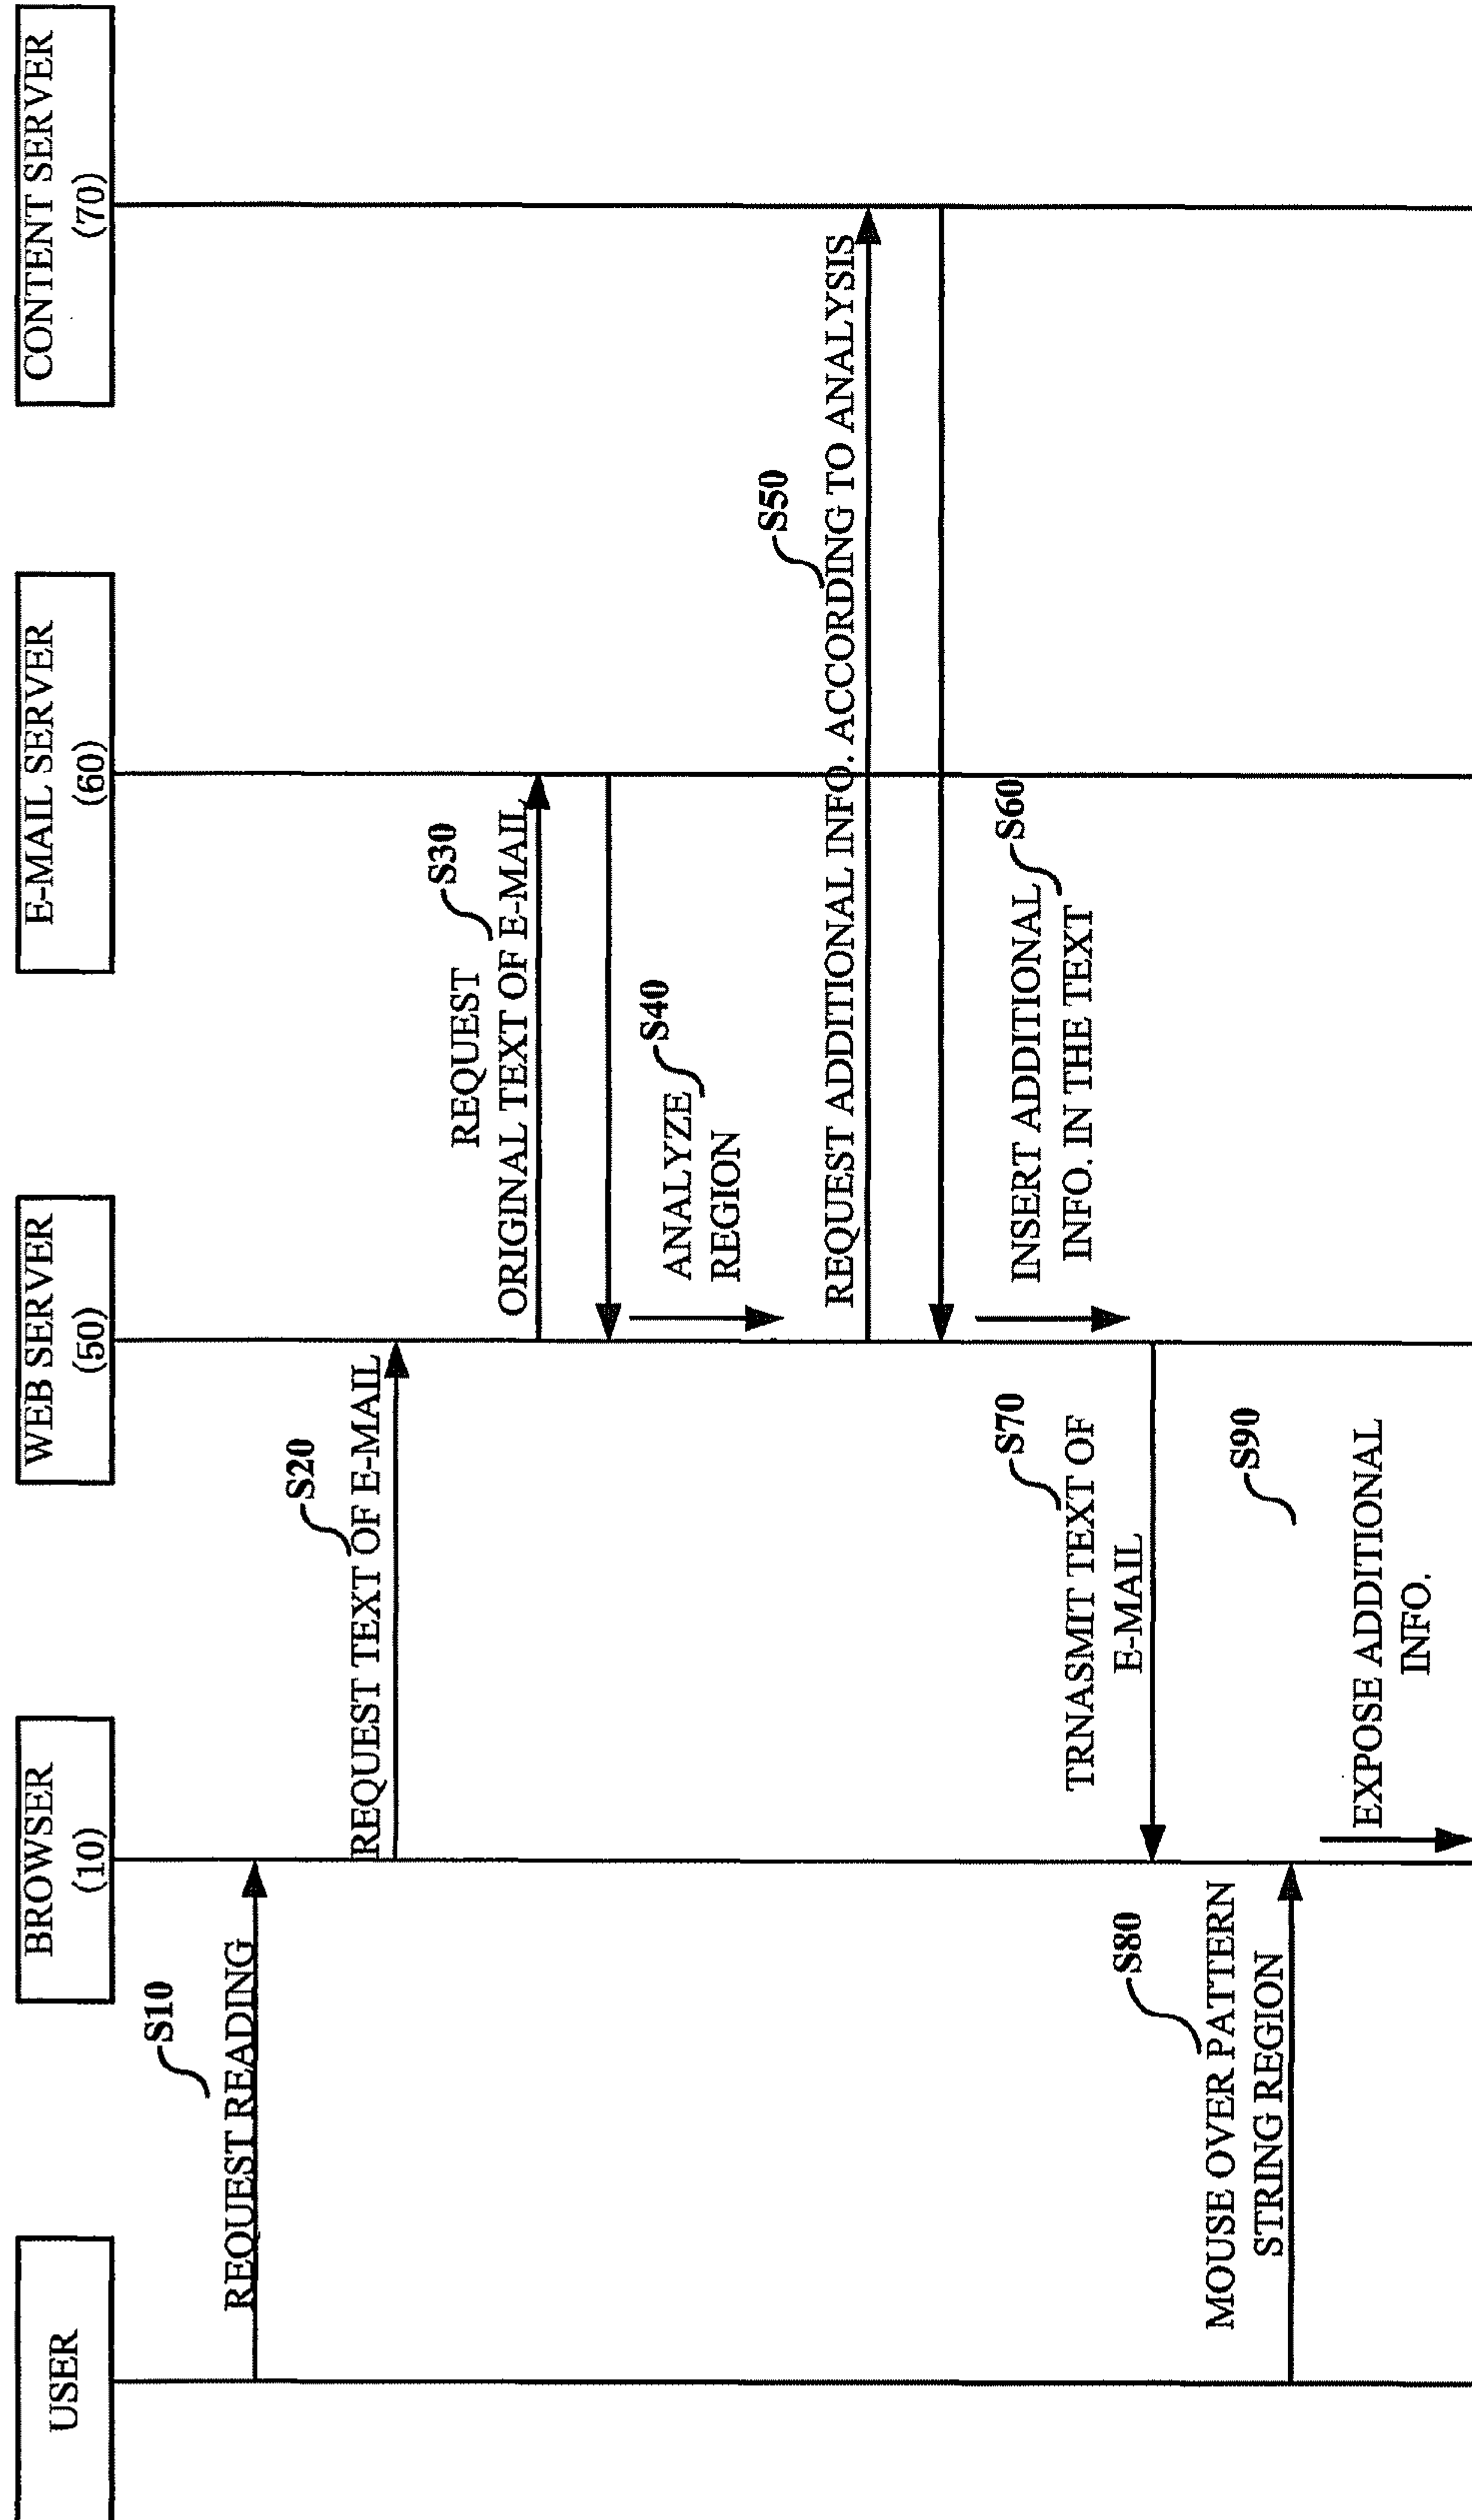 USER
BROWSER
(10)
WEB SERVER
(50)
E-MAIL SERVER
(60)
CONTENT SERVER
(70)
S10
REQUEST READING
S20
REQUEST TEXT OF E-MAIL
S30
REQUEST
ORIGINAL TEXT OF E-MAIL
S40
ANALYZE
REGION
S50
REQUEST ADDITIONAL INFO. ACCORDING TO ANALYSIS
S60
INSERT ADDITIONAL
INFO. IN THE TEXT
S70
TRNASMIT TEXT OF
E-MAIL
S80
MOUSE OVER PATTERN
STRING REGION
S90
EXPOSE ADDITIONAL
INFO.